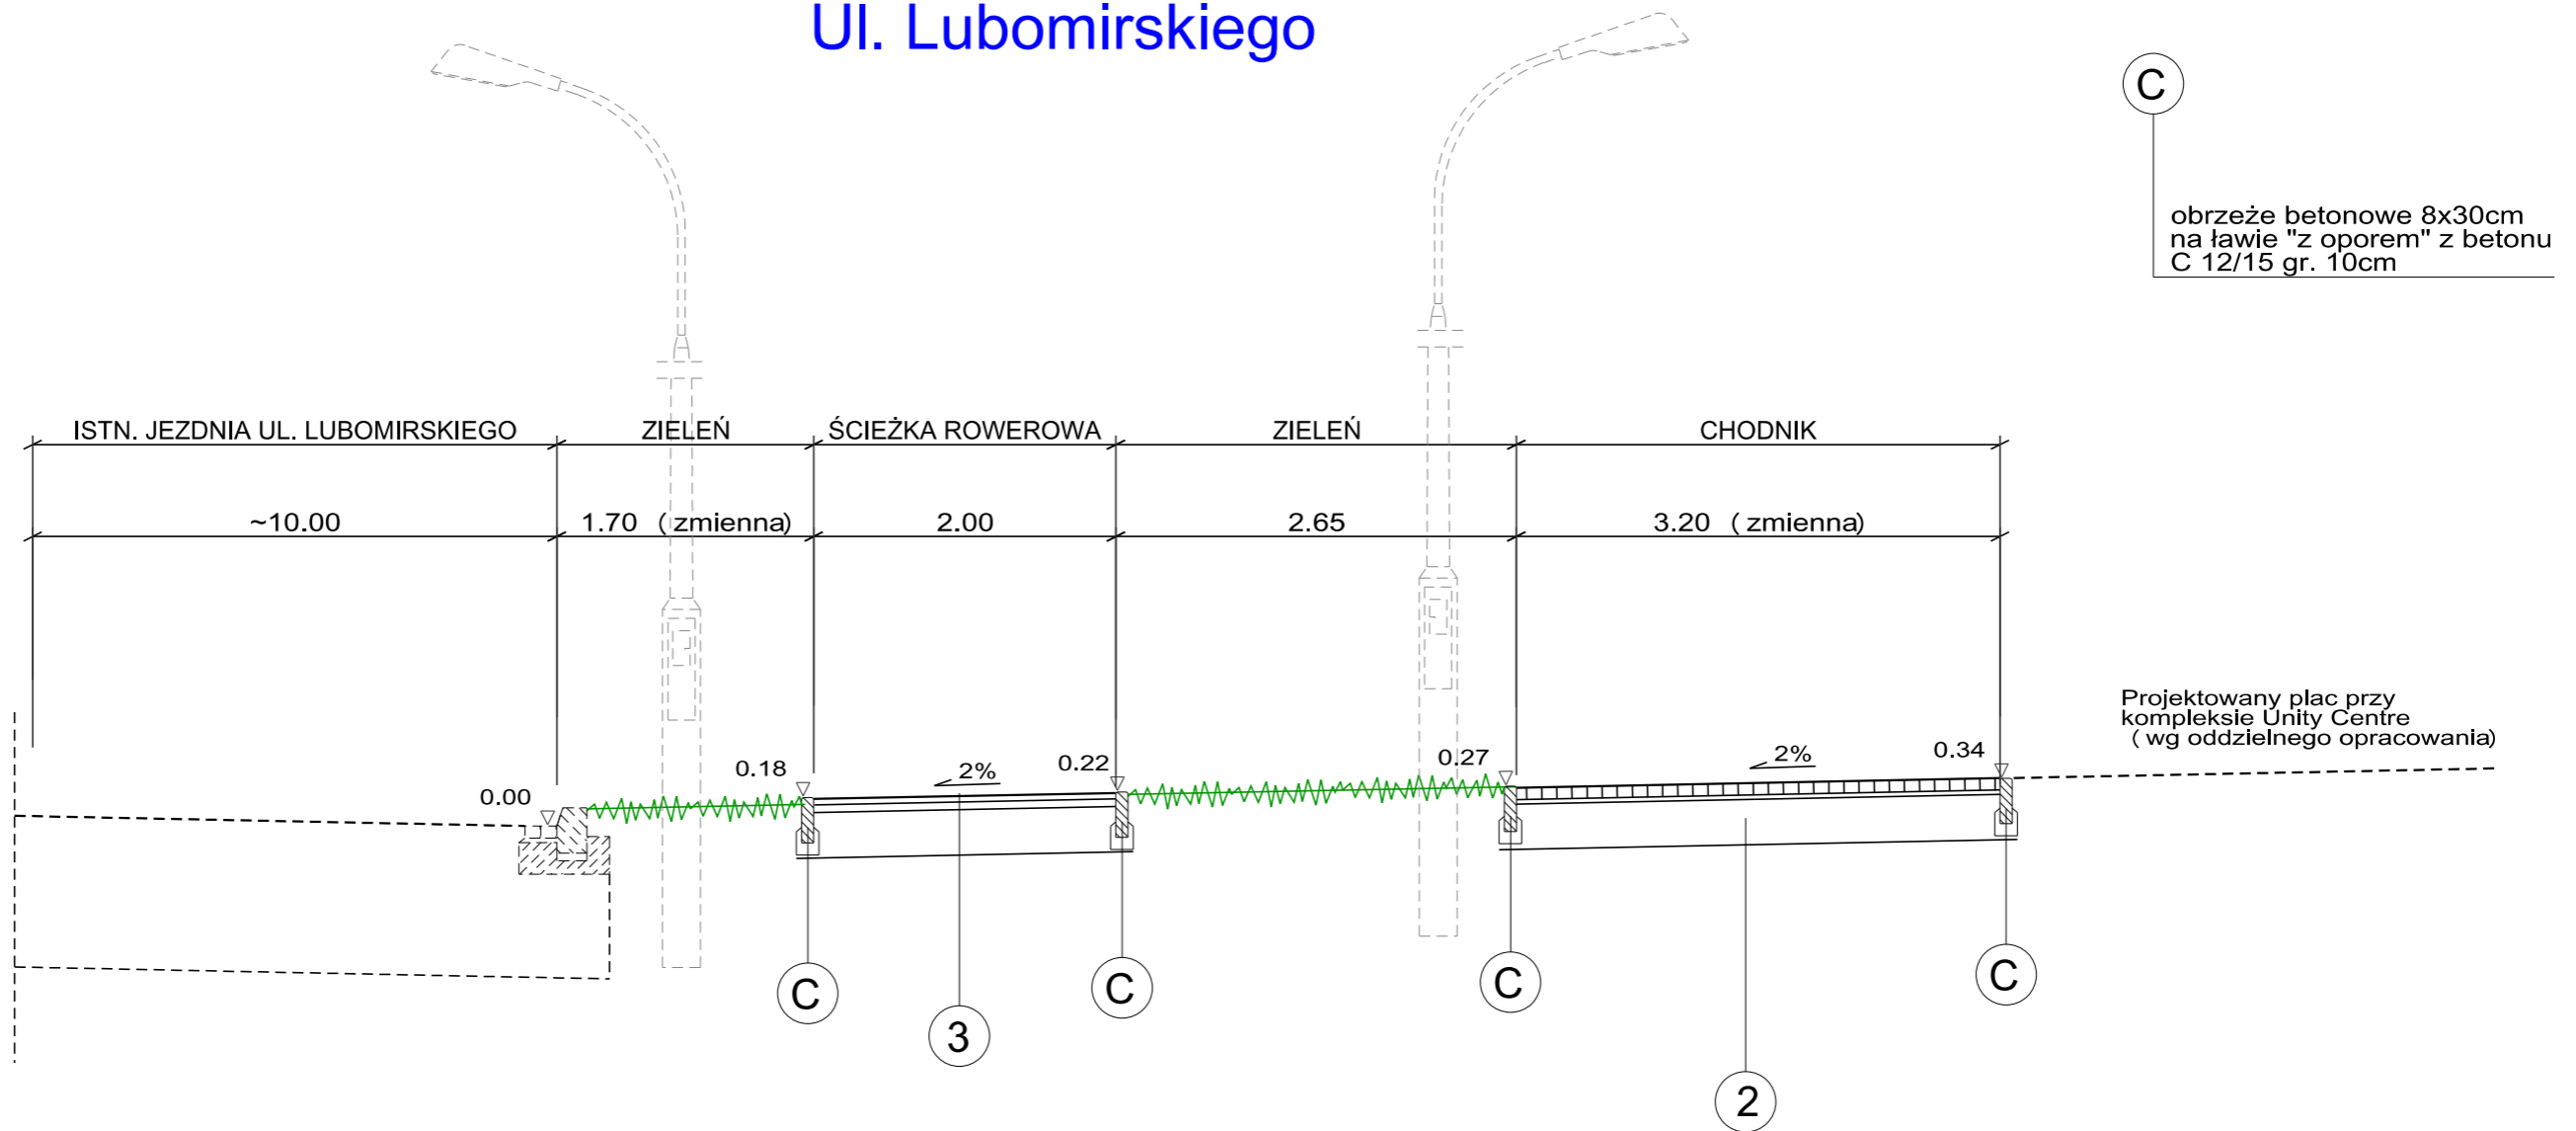 Ul. Lubomirskiego
C
obrzeże betonowe 8x30cm
na ławie "z oporem" z betonu
C 12/15 gr. 10cm
ISTN. JEZDNIA UL. LUBOMIRSKIEGO ZIELEŃ ŚCIEŻKA ROWEROWA ZIELEŃ CHODNIK
~10.00 1.70 (zmienna) 2.00 2.65 3.20 (zmienna)
Projektowany plac przy
kompleksie Unity Centre
(wg oddzielnego opracowania)
0.00 0.18 2% 0.22 0.27 2% 0.34
C C C C
3
2